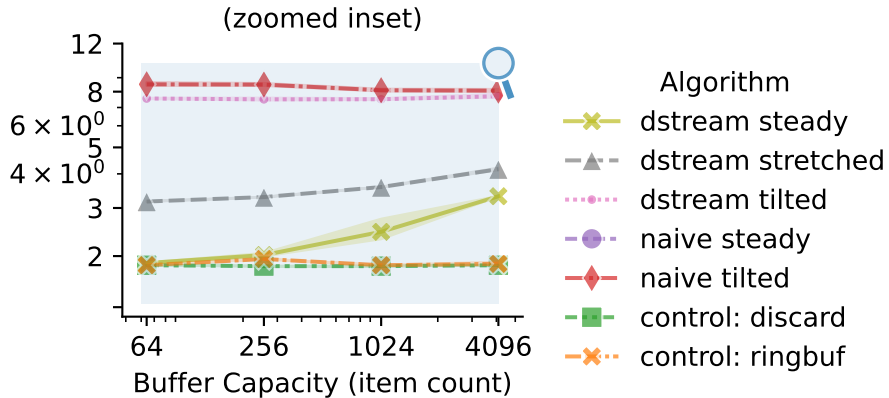 (zoomed inset)
12
8
6 × 10⁰
5
4 × 10⁰
3
2
64 256 1024 4096
Buffer Capacity (item count)
Algorithm
dstream steady
dstream stretched
dstream tilted
naive steady
naive tilted
control: discard
control: ringbuf